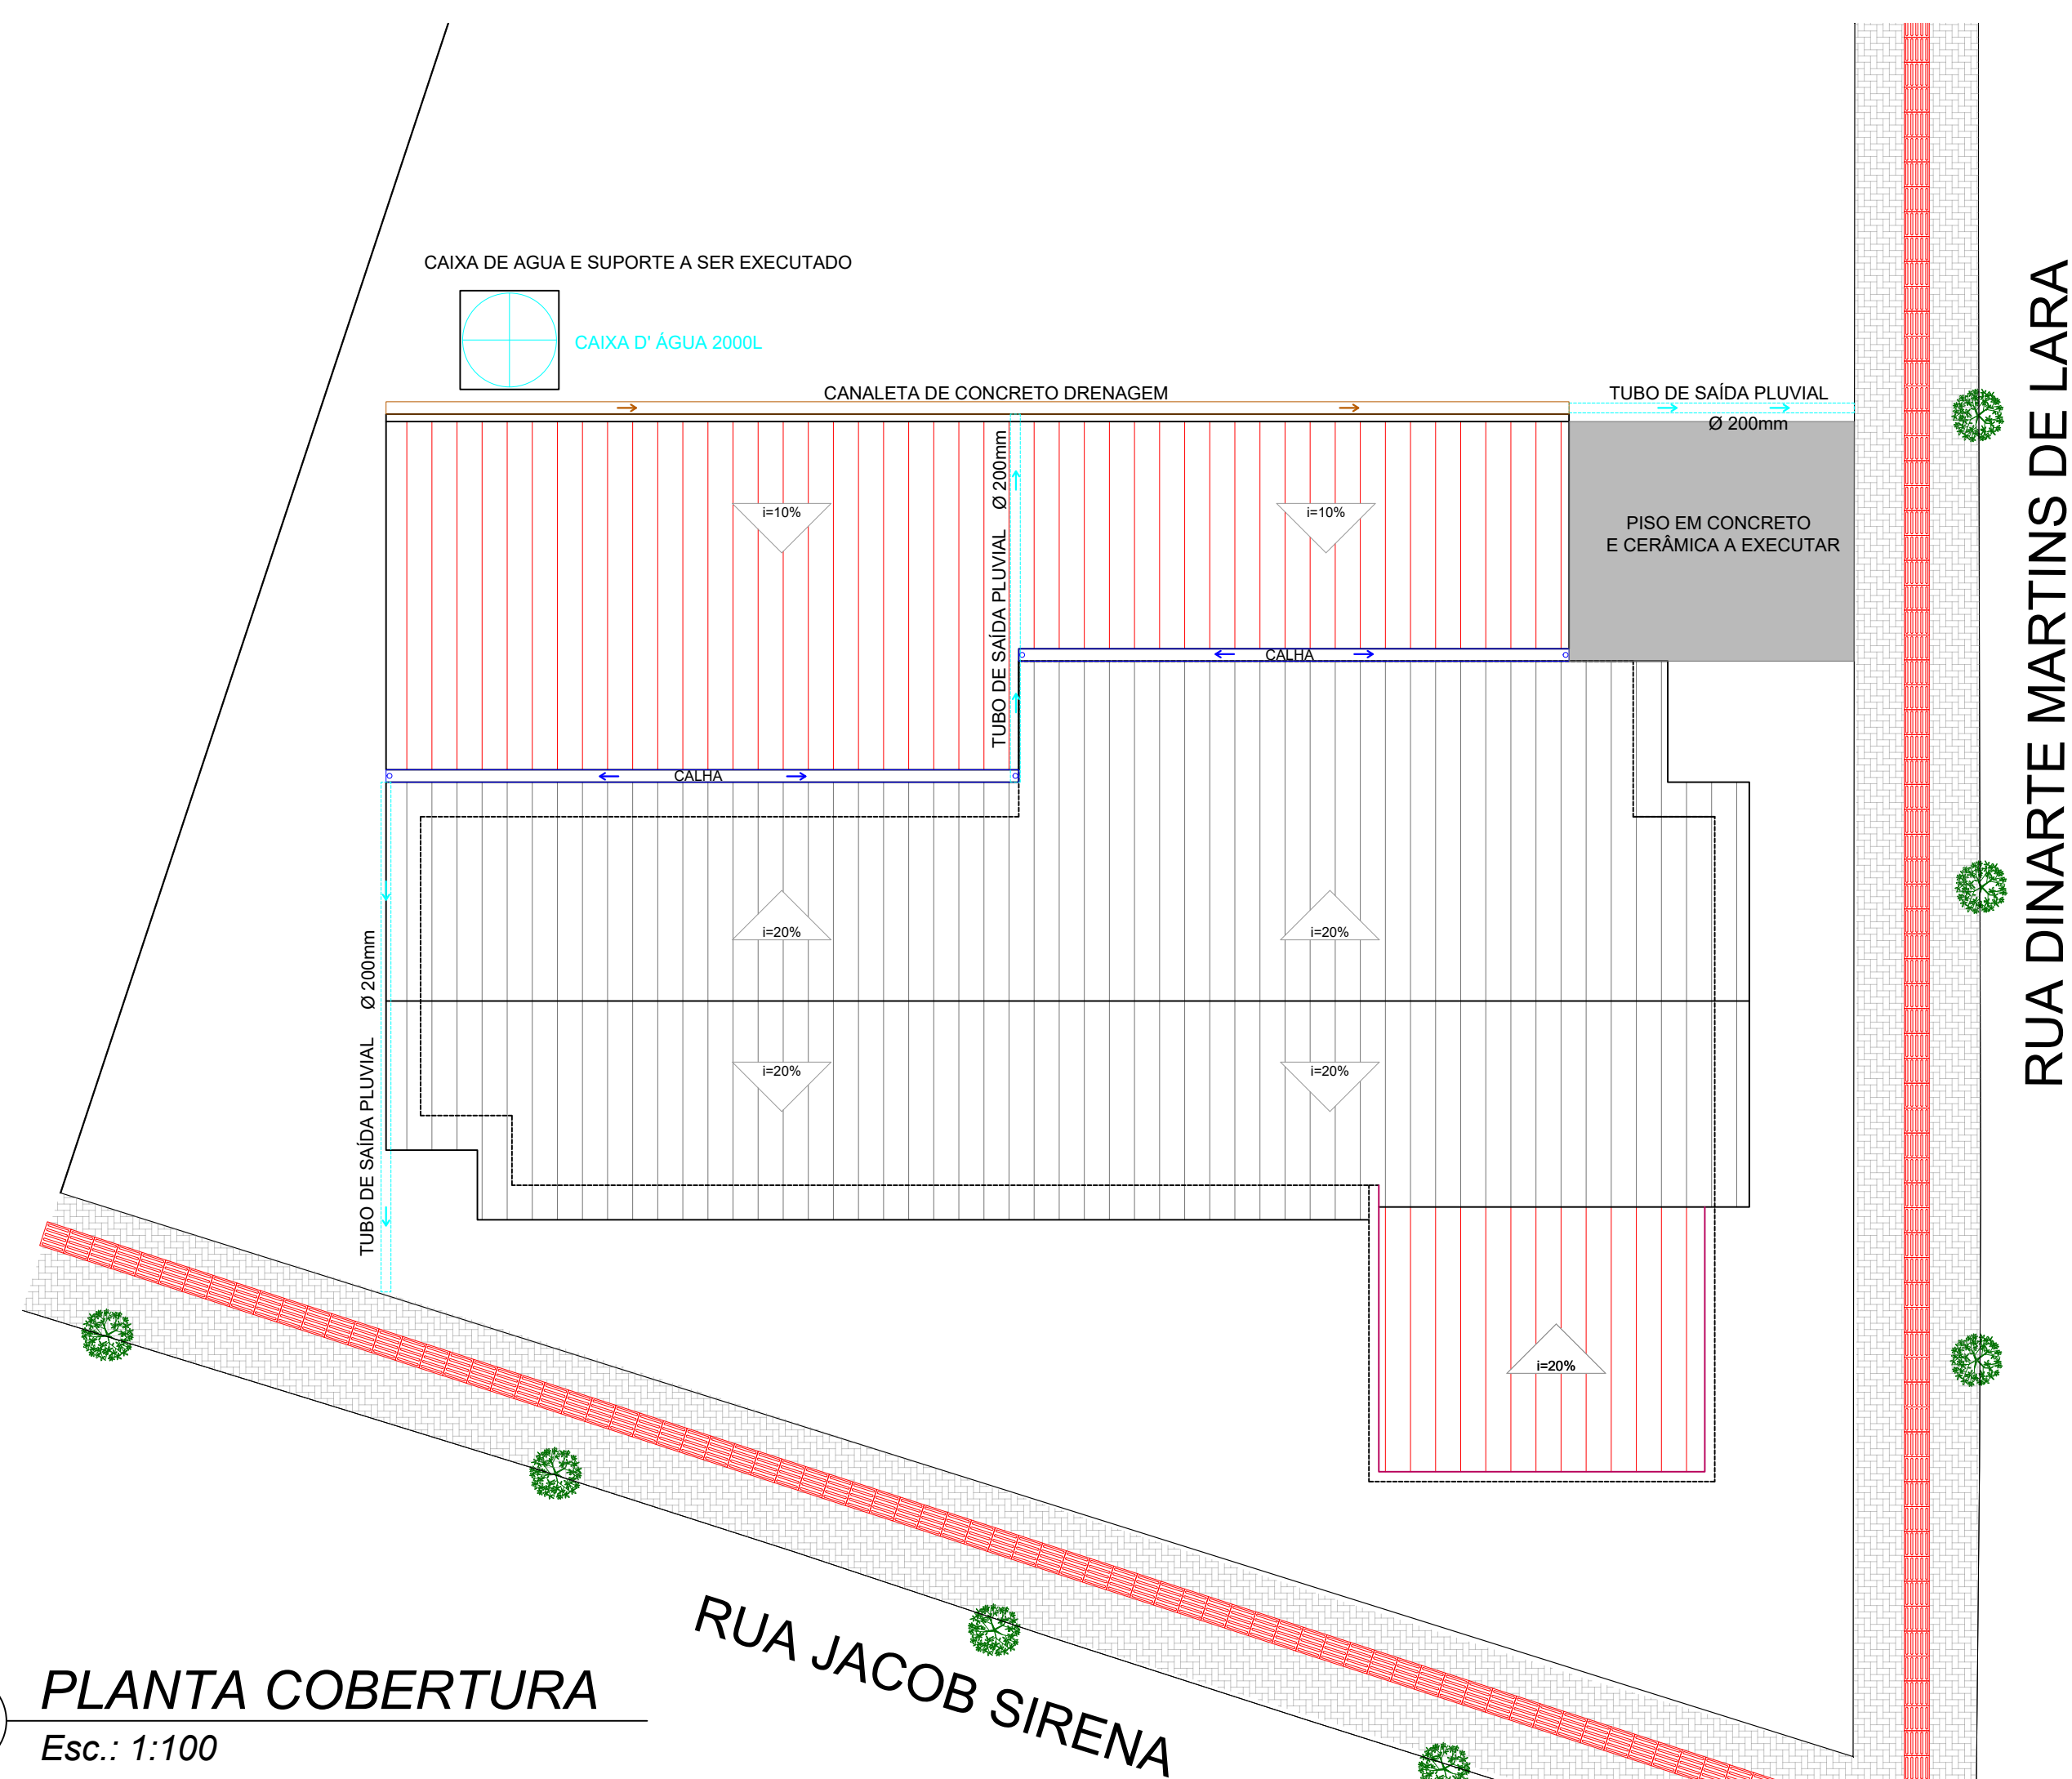 CAIXA DE AGUA E SUPORTE A SER EXECUTADO
CAIXA D' ÁGUA 2000L
CANALETA DE CONCRETO DRENAGEM
TUBO DE SAÍDA PLUVIAL
Ø 200mm
TUBO DE SAÍDA PLUVIAL Ø 200mm
i=10%
i=10%
PISO EM CONCRETO
E CERÂMICA A EXECUTAR
CALHA
CALHA
i=20%
i=20%
TUBO DE SAÍDA PLUVIAL Ø 200mm
i=20%
i=20%
i=20%
RUA DINARTE MARTINS DE LARA
RUA JACOB SIRENA
PLANTA COBERTURA
Esc.: 1:100